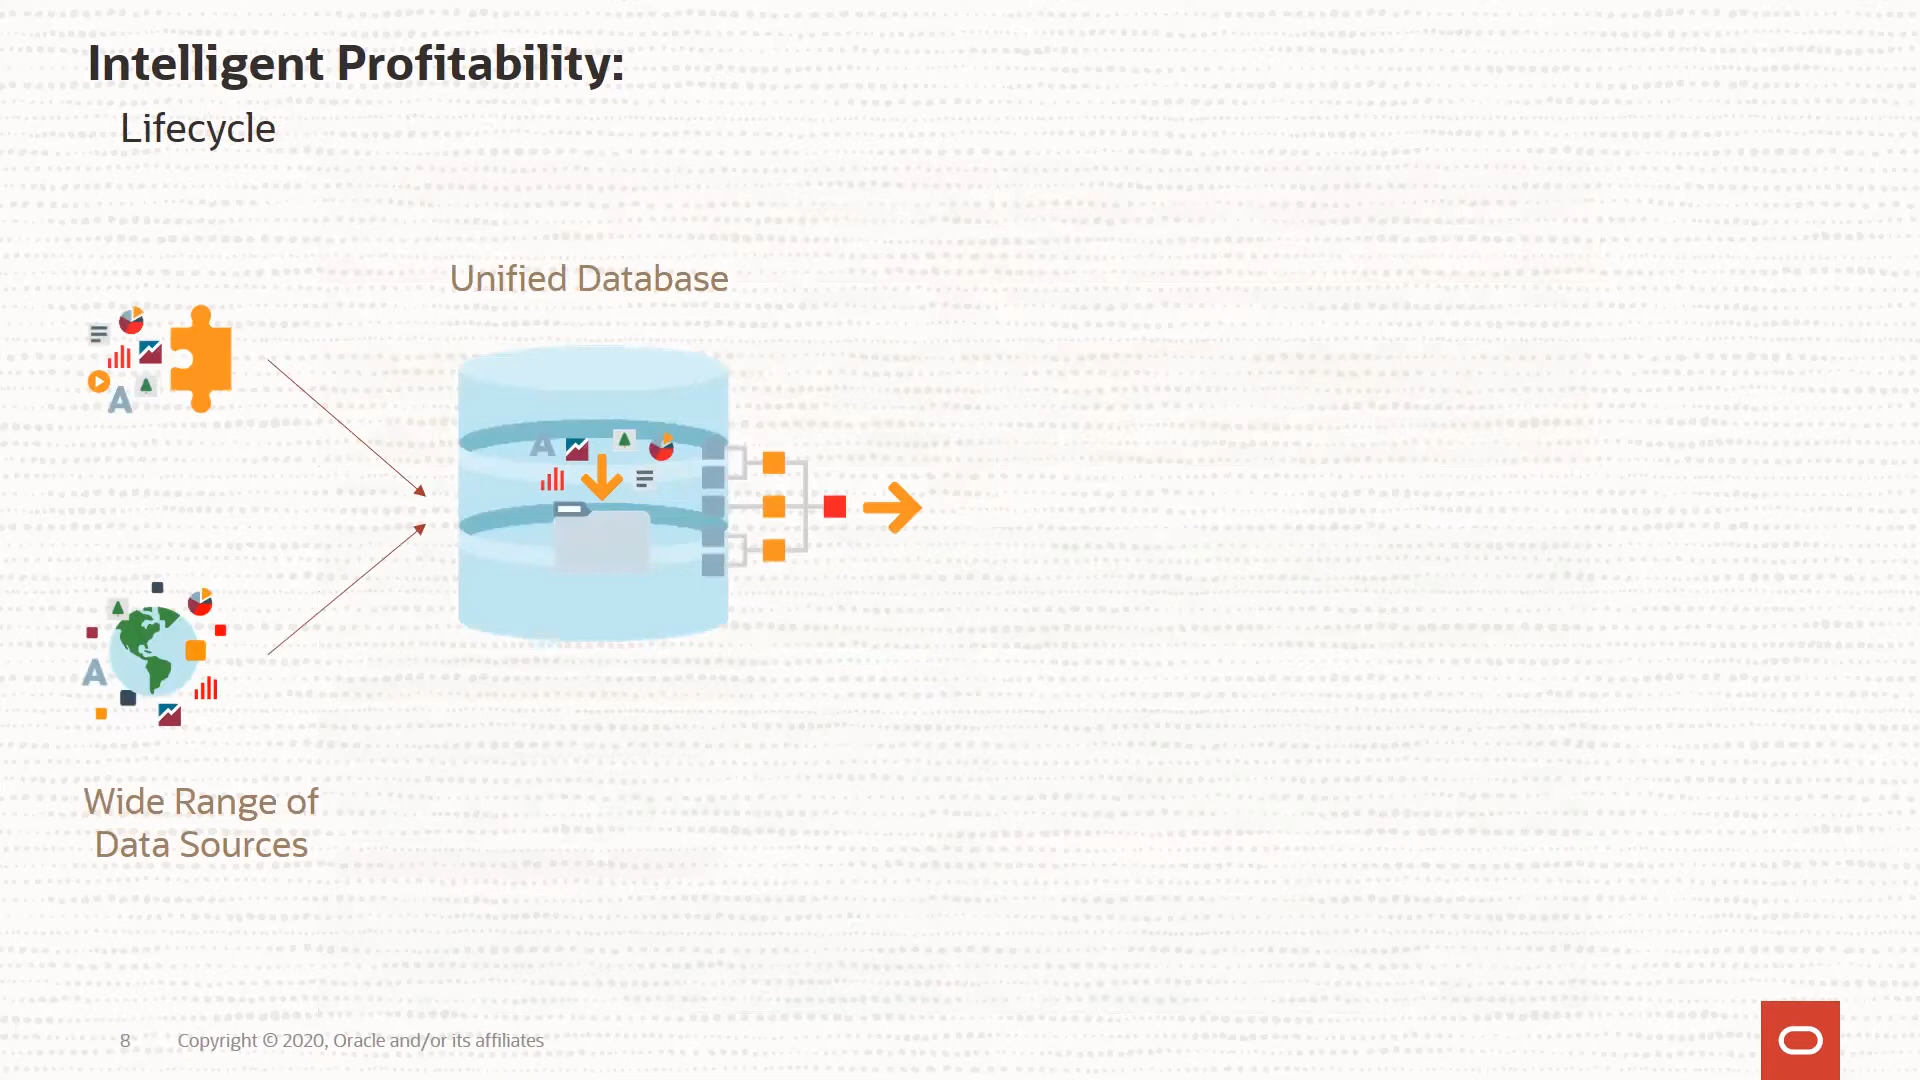 Intelligent Profitability:
Lifecycle
Unified Database
A
A
A
Wide Range of
Data Sources
8 Copyright © 2020, Oracle and/or its affiliates